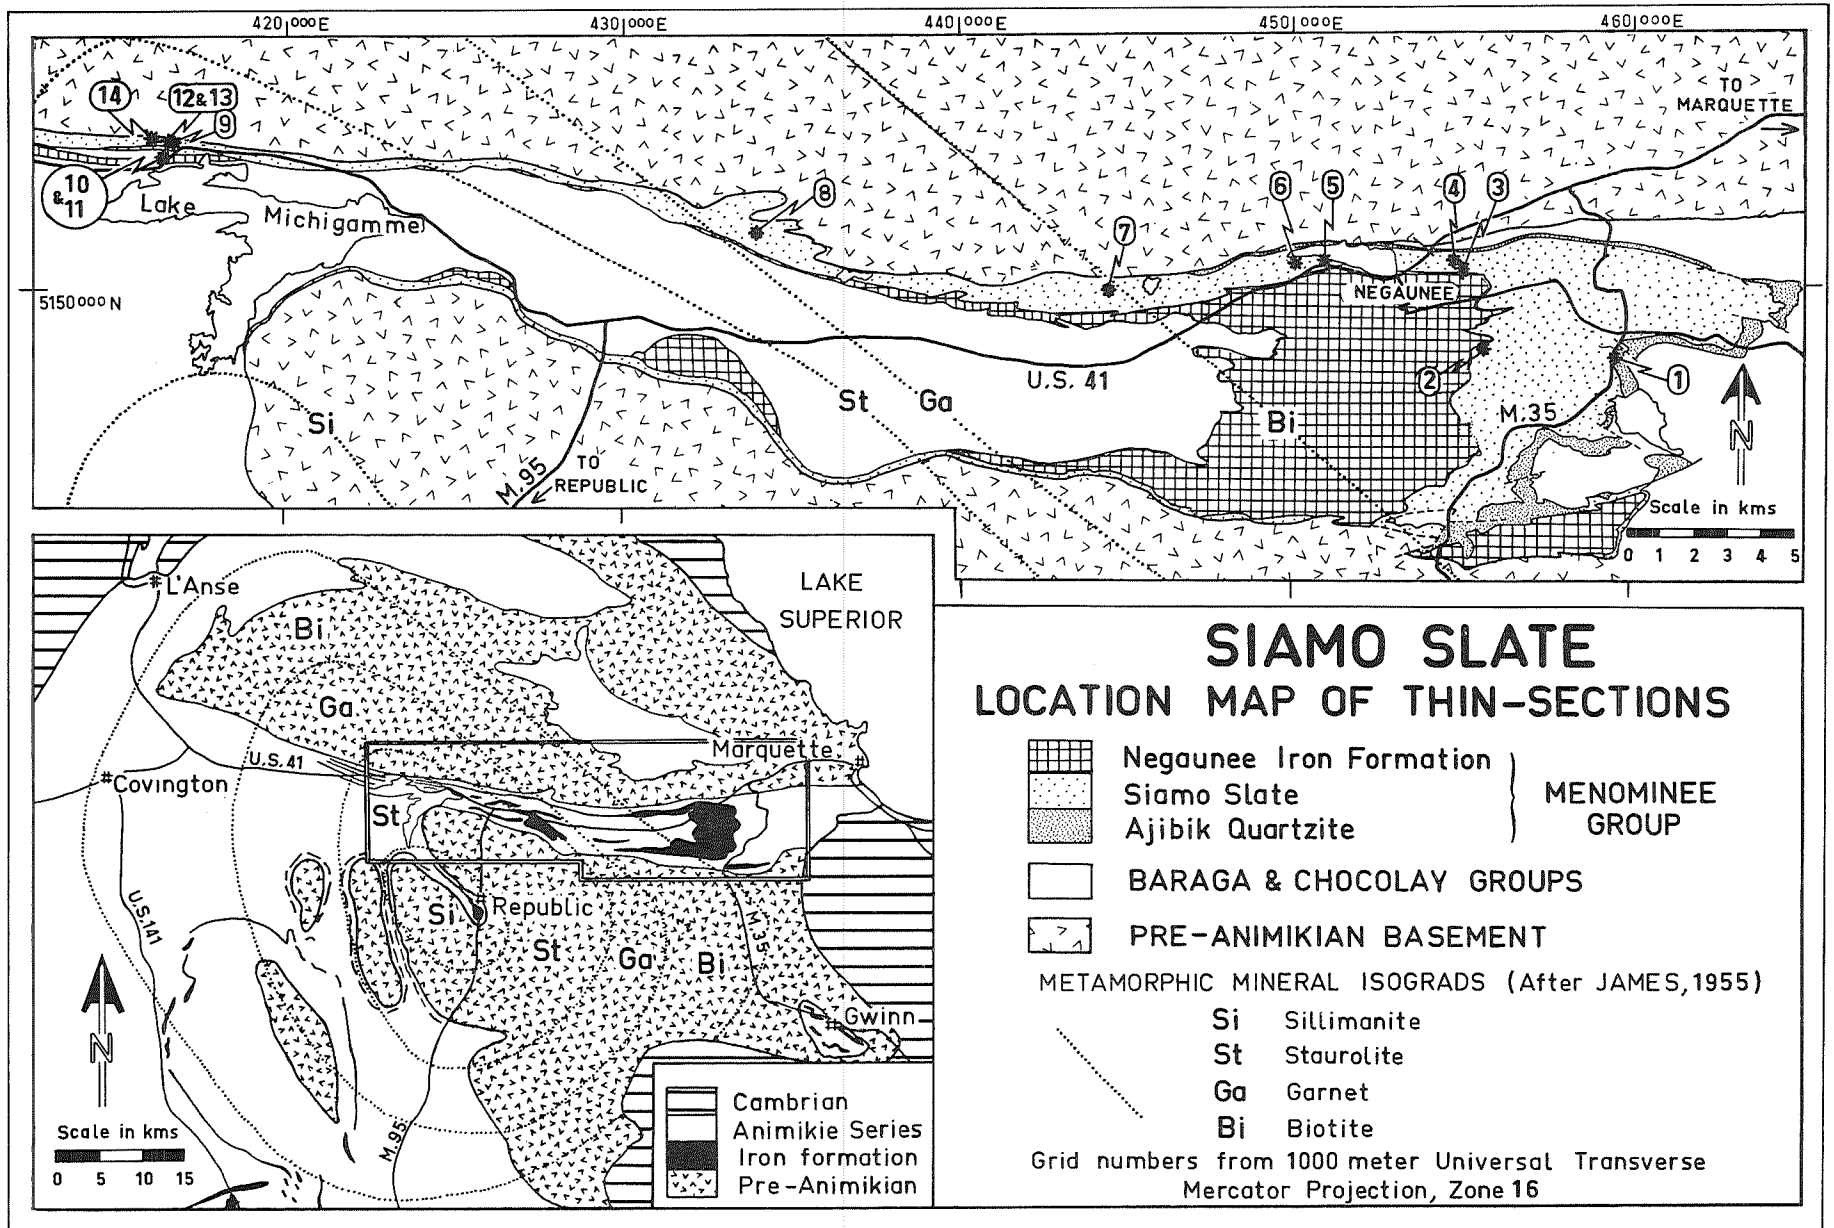 420000E 430000E 440000E 450000E 460000E
TO
MARQUETTE
14
12&13
9
10
&
11
Lake Michigamme
8
7
6
5
4
3
5150000 N
NEGAUNEE
2
1
U.S. 41
St
Ga
Bi
Si
M.35
N
M.95
TO
REPUBLIC
Scale in kms
0 1 2 3 4 5
L'Anse
LAKE
SUPERIOR
Bi
Ga
Marquette
U.S.41
Covington
St
Si
Republic
St
Ga
Bi
M.35
U.S.141
Gwinn
N
M.95
Scale in kms
0 5 10 15
Cambrian
Animikie Series
Iron formation
Pre-Animikian
SIAMO SLATE
LOCATION MAP OF THIN-SECTIONS
Negaunee Iron Formation
Siamo Slate
Ajibik Quartzite
MENOMINEE
GROUP
BARAGA & CHOCOLAY GROUPS
PRE-ANIMIKIAN BASEMENT
METAMORPHIC MINERAL ISOGRADS (After JAMES, 1955)
Si Sillimanite
St Staurolite
Ga Garnet
Bi Biotite
Grid numbers from 1000 meter Universal Transverse
Mercator Projection, Zone 16